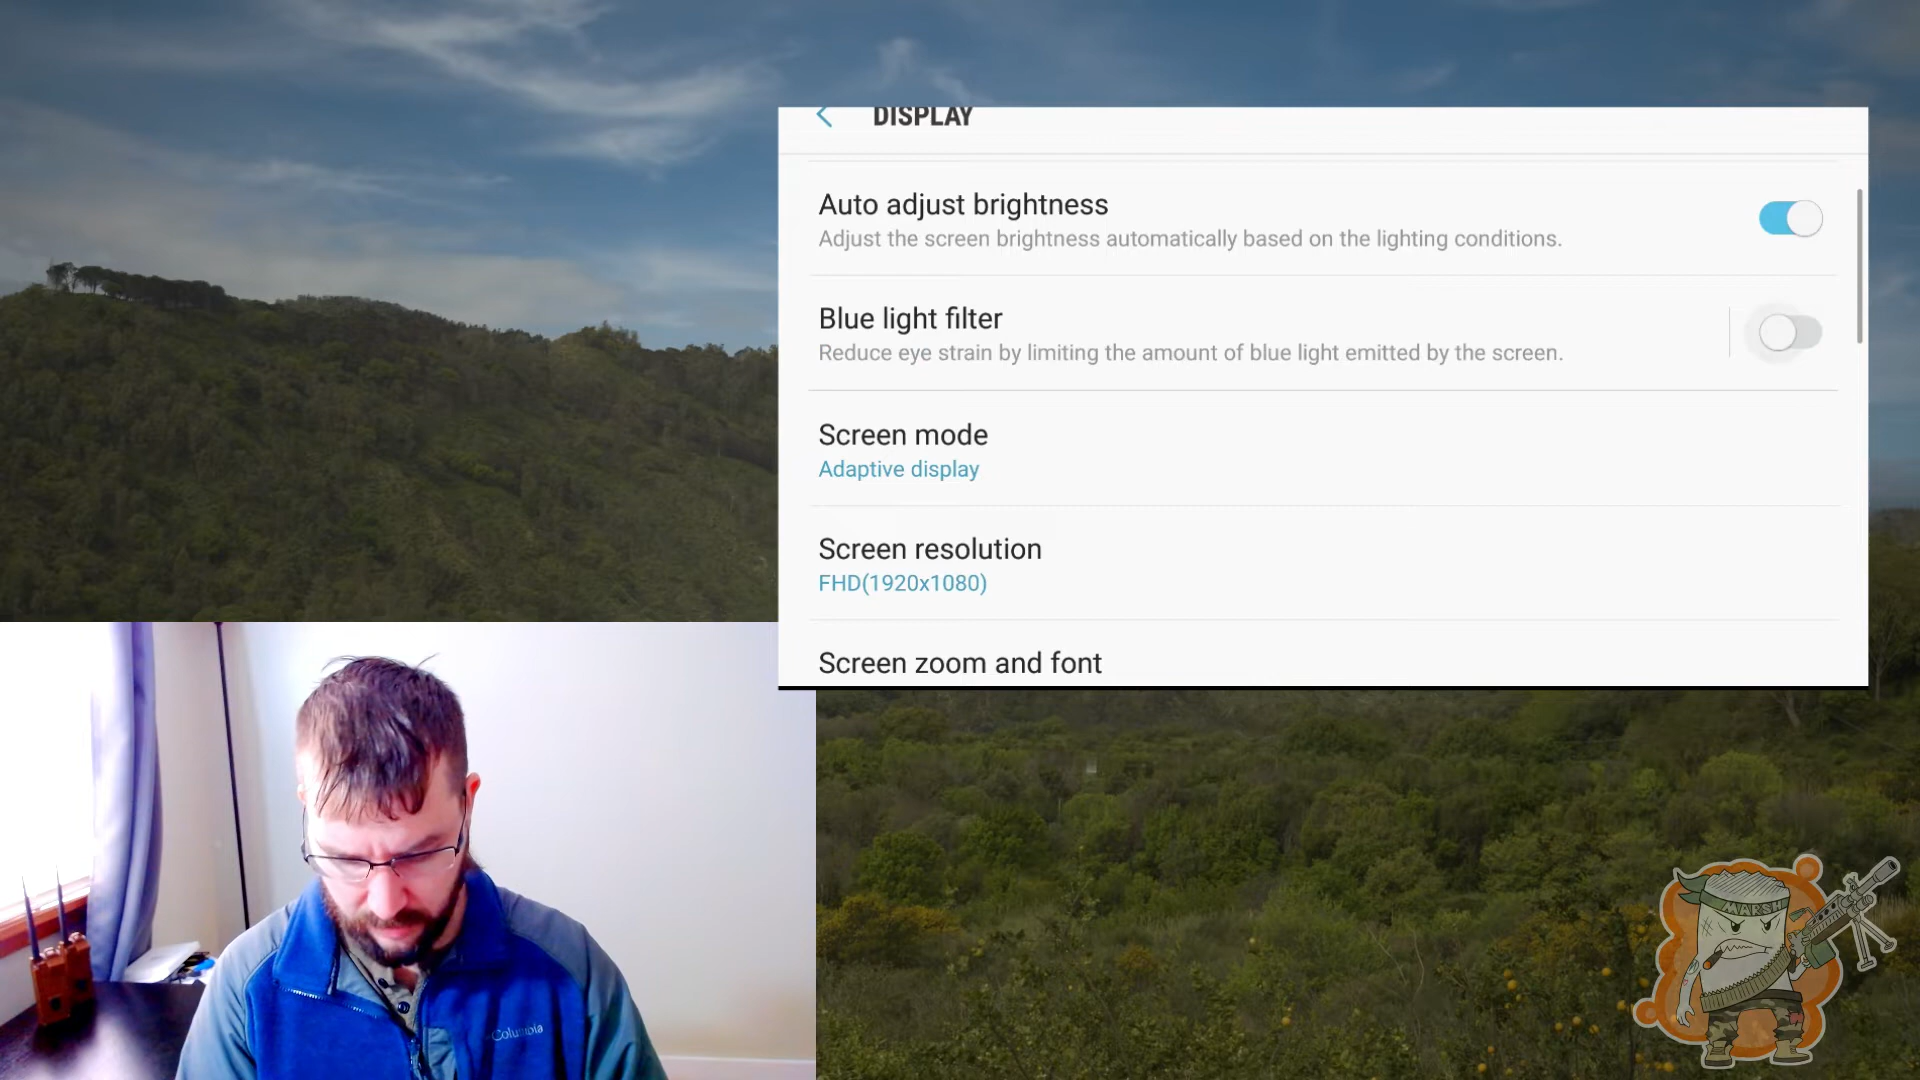 DISPLAY
Auto adjust brightness
Adjust the screen brightness automatically based on the lighting conditions.
Blue light filter
Reduce eye strain by limiting the amount of blue light emitted by the screen.
Screen mode
Adaptive display
Screen resolution
FHD(1920x1080)
Screen zoom and font
Columbia
MARSH